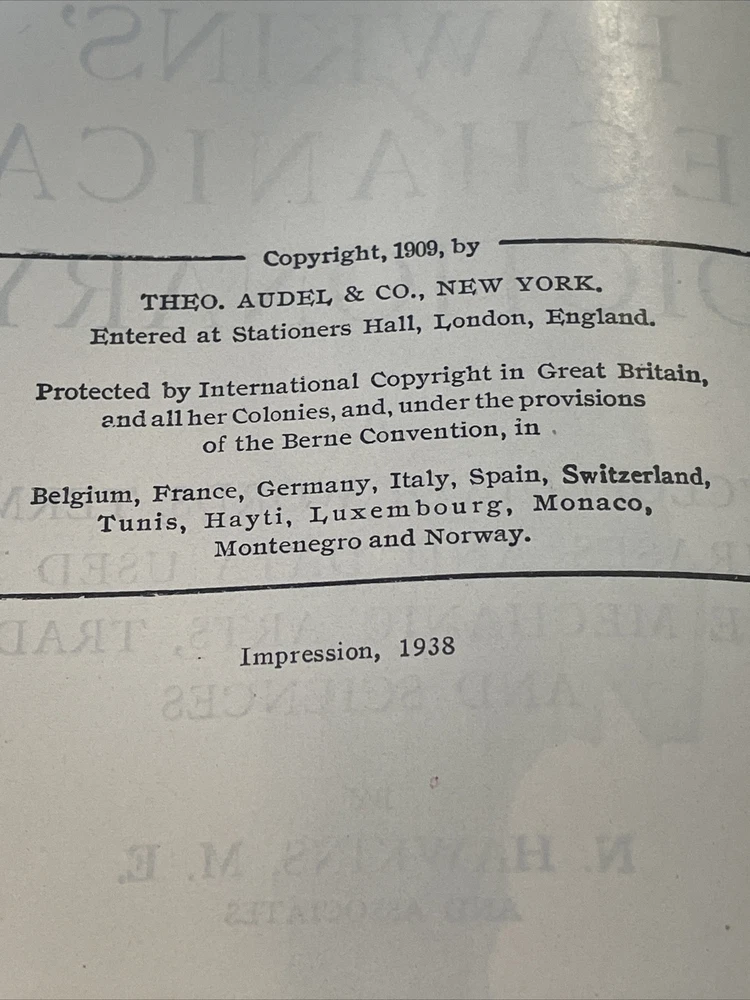 Copyright, 1909, by
THEO. AUDEL & CO., NEW YORK.
Entered at Stationers Hall, London, England.
Protected by International Copyright in Great Britain,
and all her Colonies, and, under the provisions
of the Berne Convention, in
Belgium, France, Germany, Italy, Spain, Switzerland,
Tunis, Hayti, Luxembourg, Monaco,
Montenegro and Norway.
Impression, 1938